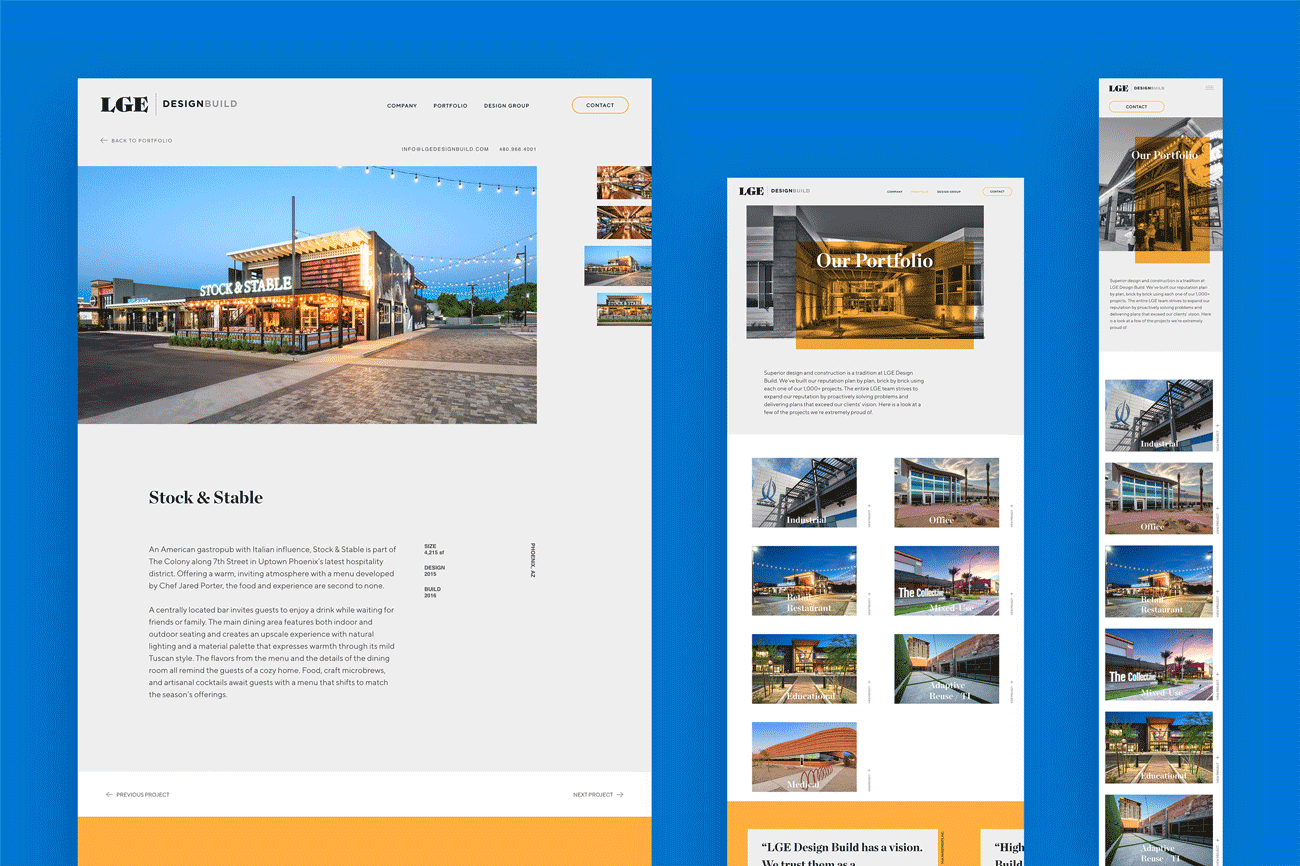 LGE DESIGNBUILD
COMPANY PORTFOLIO DESIGN GROUP CONTACT
← BACK TO PORTFOLIO
INFO@LGEDESIGNBUILD.COM 480.966.4001
STOCK & STABLE
Stock & Stable
An American gastropub with Italian influence, Stock & Stable is part of
The Colony along 7th Street in Uptown Phoenix's latest hospitality
district. Offering a warm, inviting atmosphere with a menu developed
by Chef Jared Porter, the food and experience are second to none.
A centrally located bar invites guests to enjoy a drink while waiting for
friends or family. The main dining area features both indoor and
outdoor seating and creates an upscale experience with natural
lighting and a material palette that expresses warmth through its mild
Tuscan style. The flavors from the menu and the details of the dining
room all remind the guests of a cozy home. Food, craft microbrews,
and artisanal cocktails await guests with a menu that shifts to match
the season's offerings.
SIZE
4,215 sf
DESIGN
2015
BUILD
2016
PHOENIX, AZ
← PREVIOUS PROJECT
NEXT PROJECT →
LGE DESIGNBUILD
COMPANY PORTFOLIO DESIGN GROUP CONTACT
Our Portfolio
Superior design and construction is a tradition at LGE Design
Build. We've built our reputation plan by plan, brick by brick using
each one of our 1,000+ projects. The entire LGE team strives to
expand our reputation by proactively solving problems and
delivering plans that exceed our clients' vision. Here is a look at a
few of the projects we're extremely proud of.
Industrial
Office
Retail
Restaurant
The Collective
Mixed-Use
Educational
Adaptive
Reuse / TI
Medical
“LGE Design Build has a vision.
We trust them as a
“High
Build
LGE DESIGNBUILD
CONTACT
Our Portfolio
Superior design and construction is a tradition at
LGE Design Build. We've built our reputation plan
by plan, brick by brick using each one of our 1,000+
projects. The entire LGE team strives to expand our
reputation by proactively solving problems and
delivering plans that exceed our clients' vision. Here
is a look at a few of the projects we're extremely
proud of.
Industrial
Office
Retail
Restaurant
The Collective
Mixed-Use
Educational
Adaptive
Reuse / TI